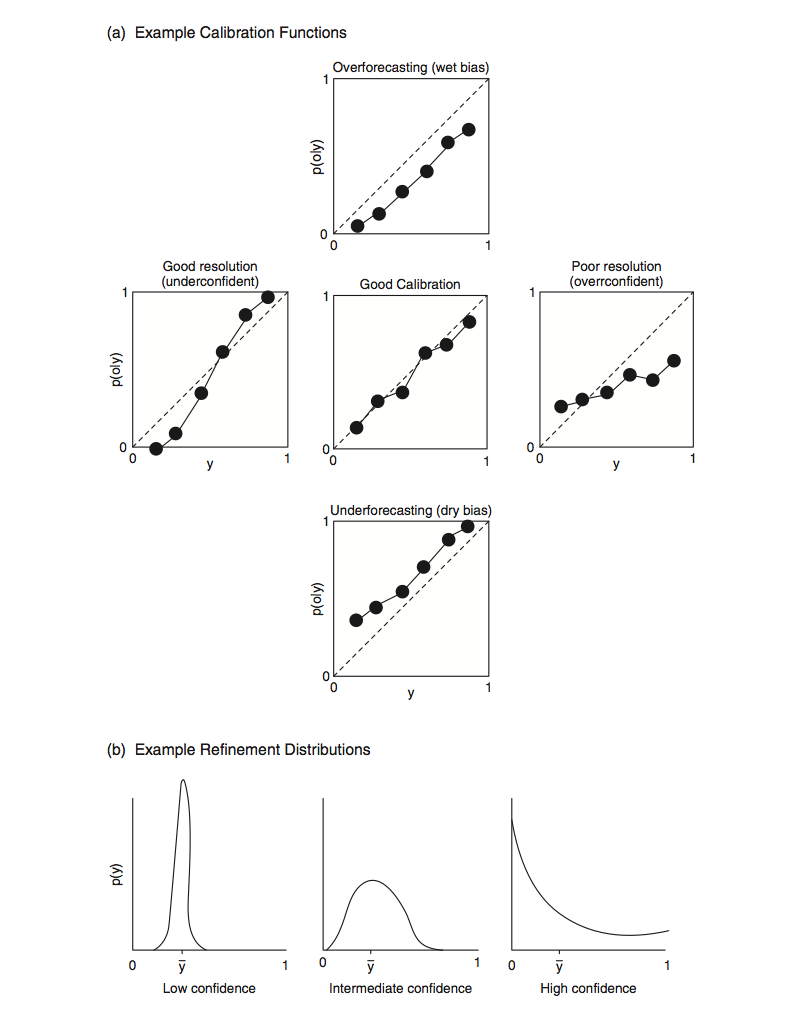 (a) Example Calibration Functions
Overforecasting (wet bias)
1
p(o|y)
0
0 1
Good resolution
(underconfident)
1
p(o|y)
0
0 1
y
Good Calibration
1
0
0 1
Poor resolution
(overrconfident)
1
0
0 1
y
Underforecasting (dry bias)
1
p(o|y)
0
0 1
y
(b) Example Refinement Distributions
p(y)
0 ȳ 1
Low confidence
0 ȳ 1
Intermediate confidence
0 ȳ 1
High confidence